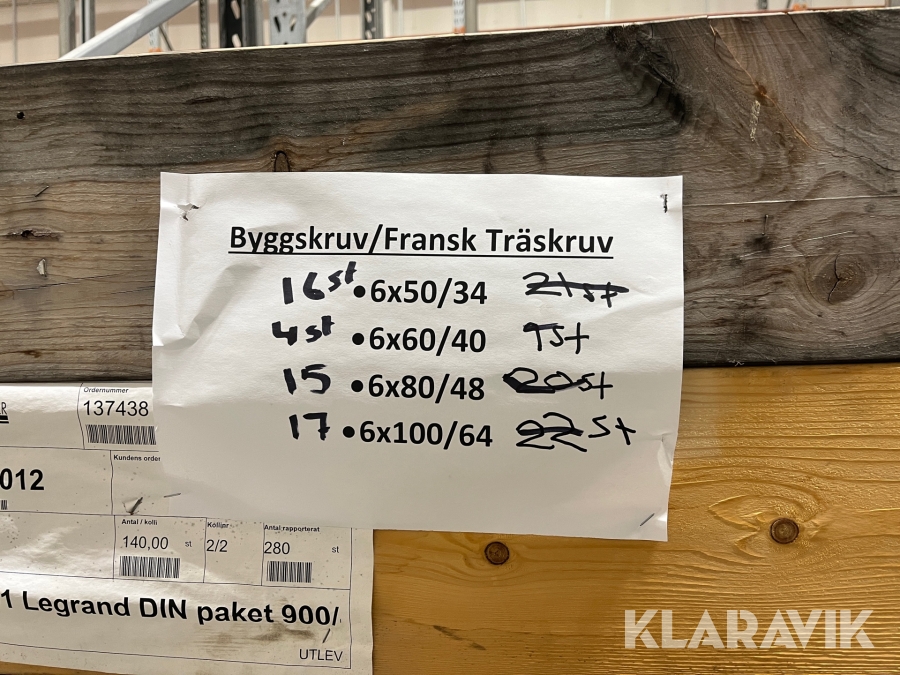 Byggskruv/Fransk Träskruv
16st •6x50/34 21st
4st •6x60/40 9st
15 •6x80/48 20st
17 •6x100/64 22st
Ordernummer
137438
Kundens order
012
Antal / kolli Kollinr Antal rapporterat
140,00 st 2/2 280 st
1 Legrand DIN paket 900/
UTLEV
KLARAVIK